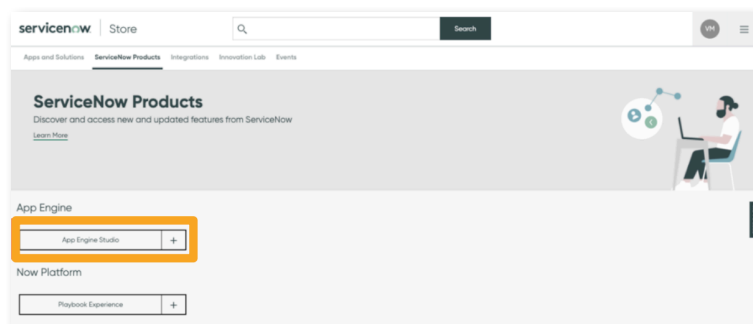 servicenow Store Search VM
Apps and Solutions ServiceNow Products Integrations Innovation Lab Events
ServiceNow Products
Discover and access new and updated features from ServiceNow
Learn More
App Engine
App Engine Studio +
Now Platform
Playbook Experience +